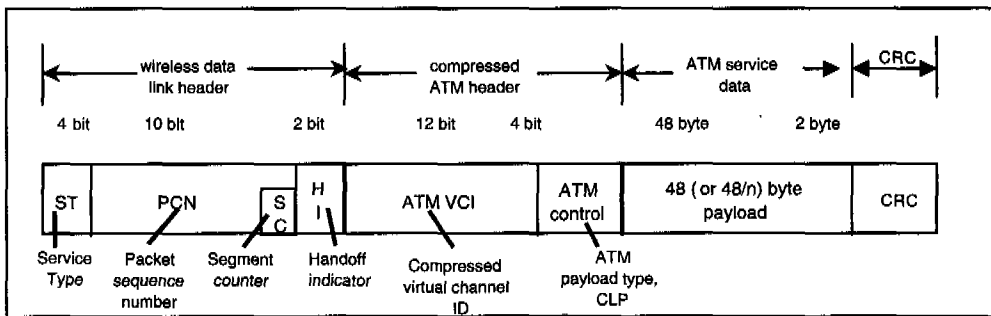 wireless data
link header
compressed
ATM header
ATM service
data
CRC
4 bit 10 bit 2 bit 12 bit 4 bit 48 byte 2 byte
ST
PCN
S
C
H
I
ATM VCI
ATM
control
48 ( or 48/n) byte
payload
CRC
Service
Type
Packet
sequence
number
Segment
counter
Handoff
indicator
Compressed
virtual channel
ID
ATM
payload type,
CLP